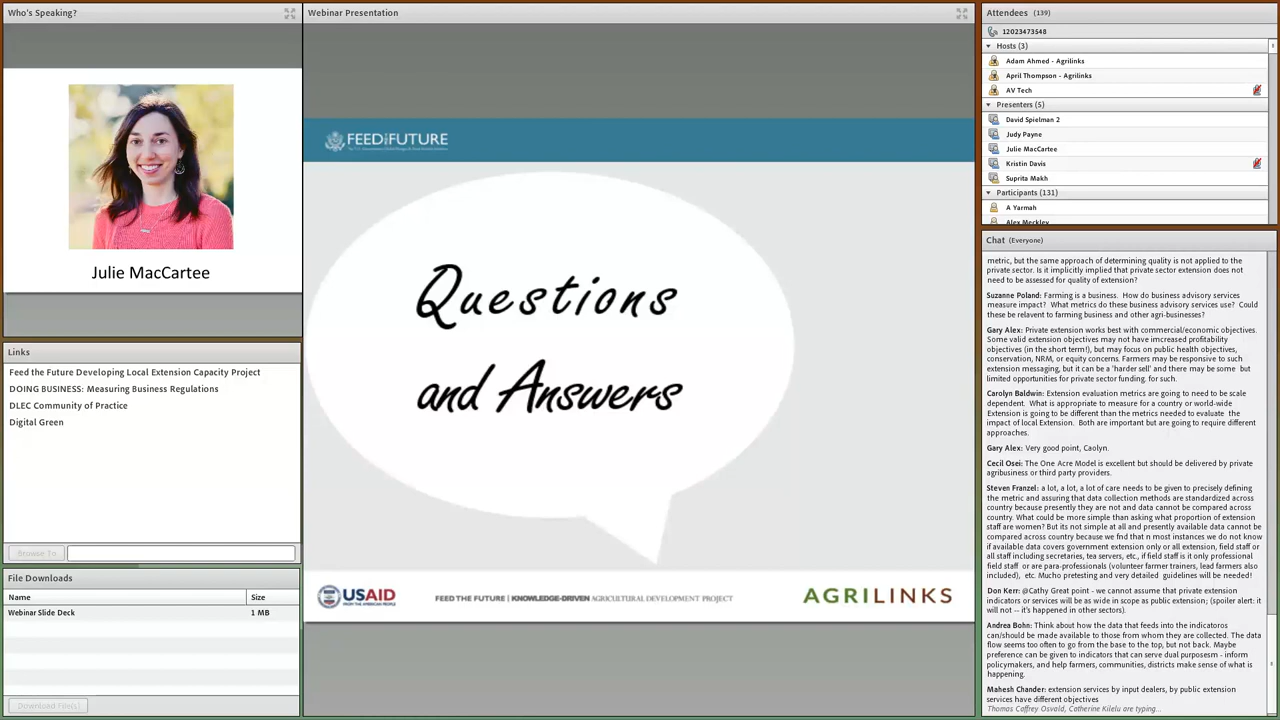 Who's Speaking?
Julie MacCartee
Links
Feed the Future Developing Local Extension Capacity Project
DOING BUSINESS: Measuring Business Regulations
DLEC Community of Practice
Digital Green
Browse To
File Downloads
Name Size
Webinar Slide Deck 1 MB
Download File(s)
Webinar Presentation
FEED THE FUTURE
Questions
and Answers
USAID
FROM THE AMERICAN PEOPLE
FEED THE FUTURE | KNOWLEDGE-DRIVEN AGRICULTURAL DEVELOPMENT PROJECT
AGRILINKS
Attendees (139)
12023473548
Hosts (3)
Adam Ahmed - Agrilinks
April Thompson - Agrilinks
AV Tech
Presenters (5)
David Spielman 2
Judy Payne
Julie MacCartee
Kristin Davis
Suprita Makh
Participants (131)
A Yarmah
Alex Meckley
Chat (Everyone)
metric, but the same approach of determining quality is not applied to the
private sector. Is it implicitly implied that private sector extension does not
need to be assessed for quality of extension?
Suzanne Poland: Farming is a business. How do business advisory services
measure impact? What metrics do these business advisory services use? Could
these be relavent to farming business and other agri-businesses?
Gary Alex: Private extension works best with commercial/economic objectives.
Some valid extension objectives may not have imcreased profitability
objectives (in the short term!), but may focus on public health objectives,
conservation, NRM, or equity concerns. Farmers may be responsive to such
extension messaging, but it can be a 'harder sell' and there may be some but
limited opportunities for private sector funding. for such.
Carolyn Baldwin: Extension evaluation metrics are going to need to be scale
dependent. What is appropriate to measure for a country or world-wide
Extension is going to be different than the metrics needed to evaluate the
impact of local Extension. Both are important but are going to require different
approaches.
Gary Alex: Very good point, Caolyn.
Cecil Osei: The One Acre Model is excellent but should be delivered by private
agribusiness or third party providers.
Steven Franzel: a lot, a lot, a lot of care needs to be given to precisely defining
the metric and assuring that data collection methods are standardized across
country because presently they are not and data cannot be compared across
country. What could be more simple than asking what proportion of extension
staff are women? But its not simple at all and presently available data cannot be
compared across country because we fnd that n most instances we do not know
if available data covers government extension only or all extension, field staff or
all staff including secretaries, tea servers, etc., if field staff is it only professional
field staff or are para-professionals (volunteer farmer trainers, lead farmers also
included), etc. Mucho pretesting and very detailed guidelines will be needed!
Don Kerr: @Cathy Great point - we cannot assume that private extension
indicators or services will be as wide in scope as public extension; (spoiler alert: it
will not -- it's happened in other sectors).
Andrea Bohn: Think about how the data that feeds into the indicatoros
can/should be made available to those from whom they are collected. The data
flow seems too often to go from the base to the top, but not back. Maybe
preference can be given to indicators that can serve dual purposesm - inform
policymakers, and help farmers, communities, districts make sense of what is
happening.
Mahesh Chander: extension services by input dealers, by public extension
services have different objectives
Thomas Caffrey Osvald, Catherine Kilelu are typing...